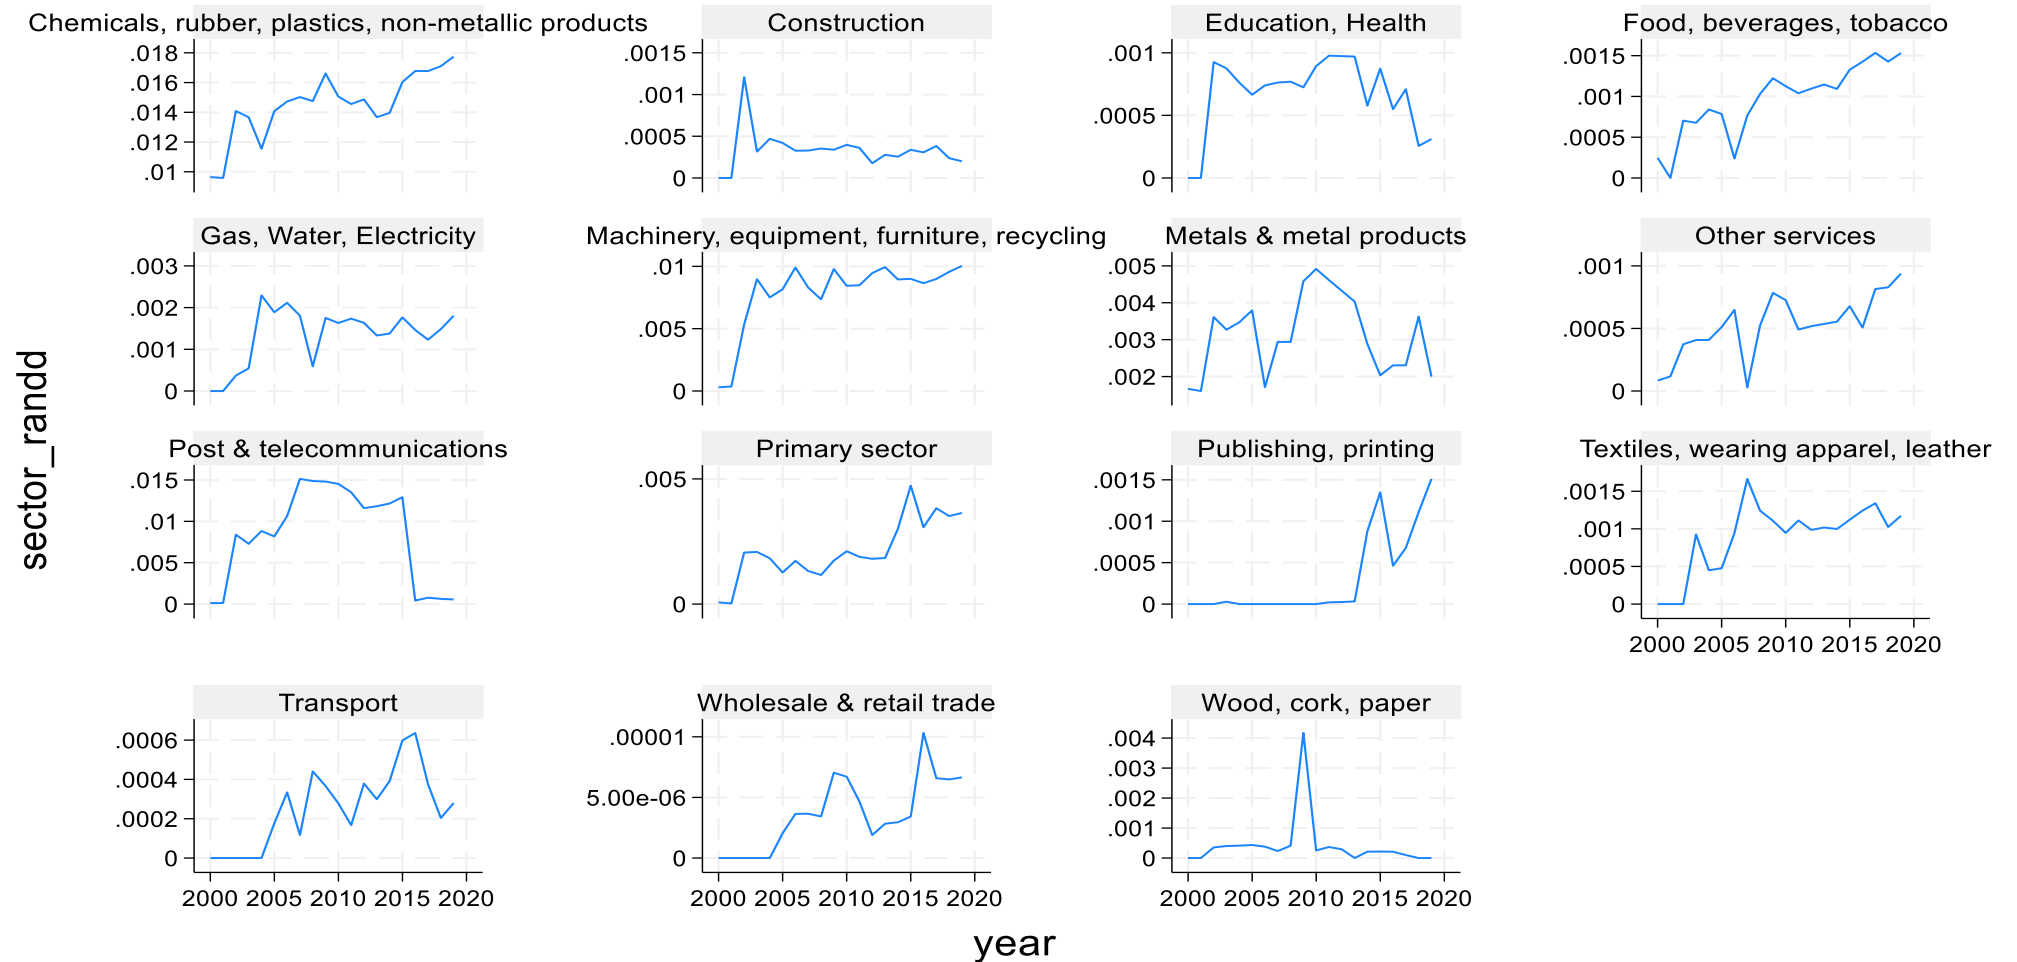 Chemicals, rubber, plastics, non-metallic products
Construction
Education, Health
Food, beverages, tobacco
.018
.016
.014
.012
.01
.0015
.001
.0005
0
.001
.0005
0
.0015
.001
.0005
0
Gas, Water, Electricity
Machinery, equipment, furniture, recycling
Metals & metal products
Other services
.003
.002
.001
0
.01
.005
0
.005
.004
.003
.002
.001
.0005
0
Post & telecommunications
Primary sector
Publishing, printing
Textiles, wearing apparel, leather
.015
.01
.005
0
.005
0
.0015
.001
.0005
0
.0015
.001
.0005
0
2000 2005 2010 2015 2020
Transport
Wholesale & retail trade
Wood, cork, paper
.0006
.0004
.0002
0
.00001
5.00e-06
0
.004
.003
.002
.001
0
2000 2005 2010 2015 2020
2000 2005 2010 2015 2020
2000 2005 2010 2015 2020
sector_randd
year